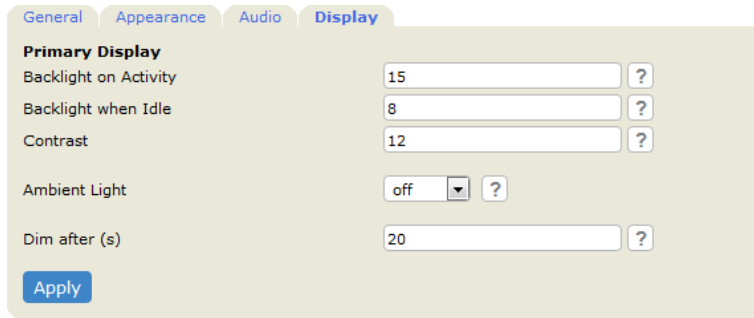 General Appearance Audio Display
Primary Display
Backlight on Activity 15 ?
Backlight when Idle 8 ?
Contrast 12 ?
Ambient Light off ?
Dim after (s) 20 ?
Apply